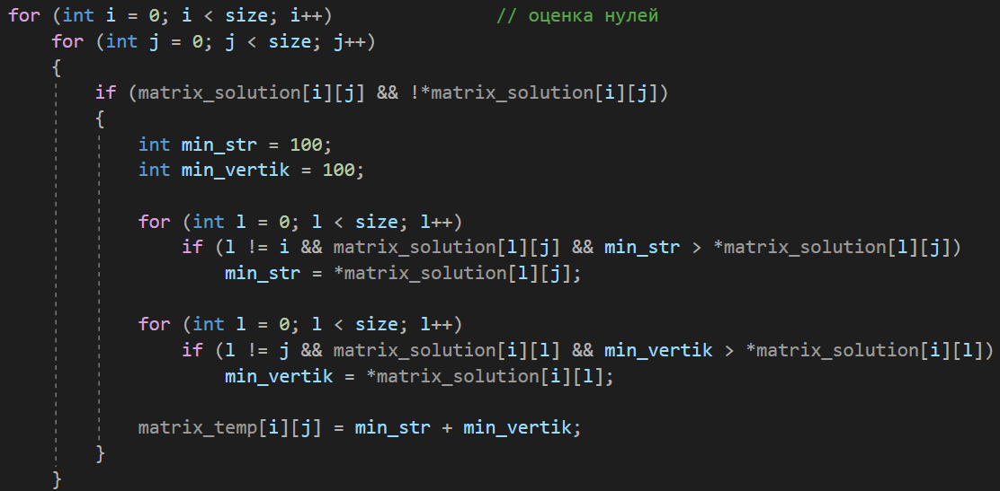 for (int i = 0; i < size; i++)               // оценка нулей
    for (int j = 0; j < size; j++)
    {
        if (matrix_solution[i][j] && !*matrix_solution[i][j])
        {
            int min_str = 100;
            int min_vertik = 100;

            for (int l = 0; l < size; l++)
                if (l != i && matrix_solution[l][j] && min_str > *matrix_solution[l][j])
                    min_str = *matrix_solution[l][j];

            for (int l = 0; l < size; l++)
                if (l != j && matrix_solution[i][l] && min_vertik > *matrix_solution[i][l])
                    min_vertik = *matrix_solution[i][l];

            matrix_temp[i][j] = min_str + min_vertik;
        }
    }